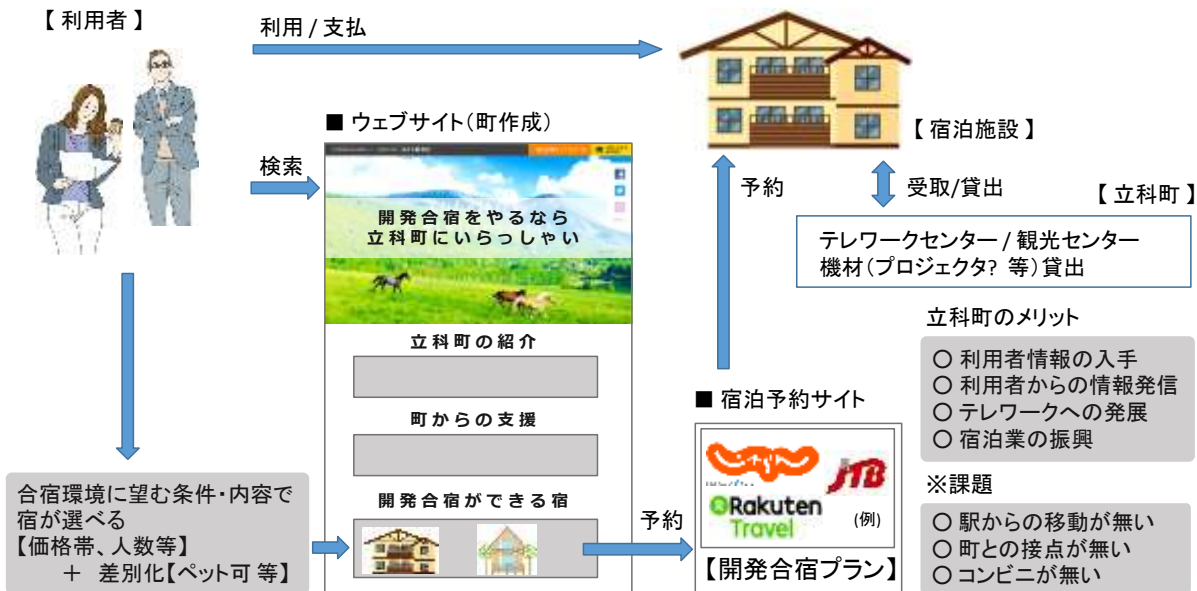 【 利用者 】
利用 / 支払
【 宿泊施設 】
■ ウェブサイト(町作成)
検索
開発合宿をやるなら
立科町にいらっしゃい
立科町の紹介
町からの支援
開発合宿ができる宿
予約
受取/貸出
【 立科町 】
テレワークセンター / 観光センター
機材(プロジェクタ? 等)貸出
立科町のメリット
〇 利用者情報の入手
〇 利用者からの情報発信
〇 テレワークへの発展
〇 宿泊業の振興
※課題
〇 駅からの移動が無い
〇 町との接点が無い
〇 コンビニが無い
■ 宿泊予約サイト
JTB
Rakuten
Travel
(例)
【開発合宿プラン】
予約
合宿環境に望む条件・内容で
宿が選べる
【価格帯、人数等】
+ 差別化【ペット可 等】